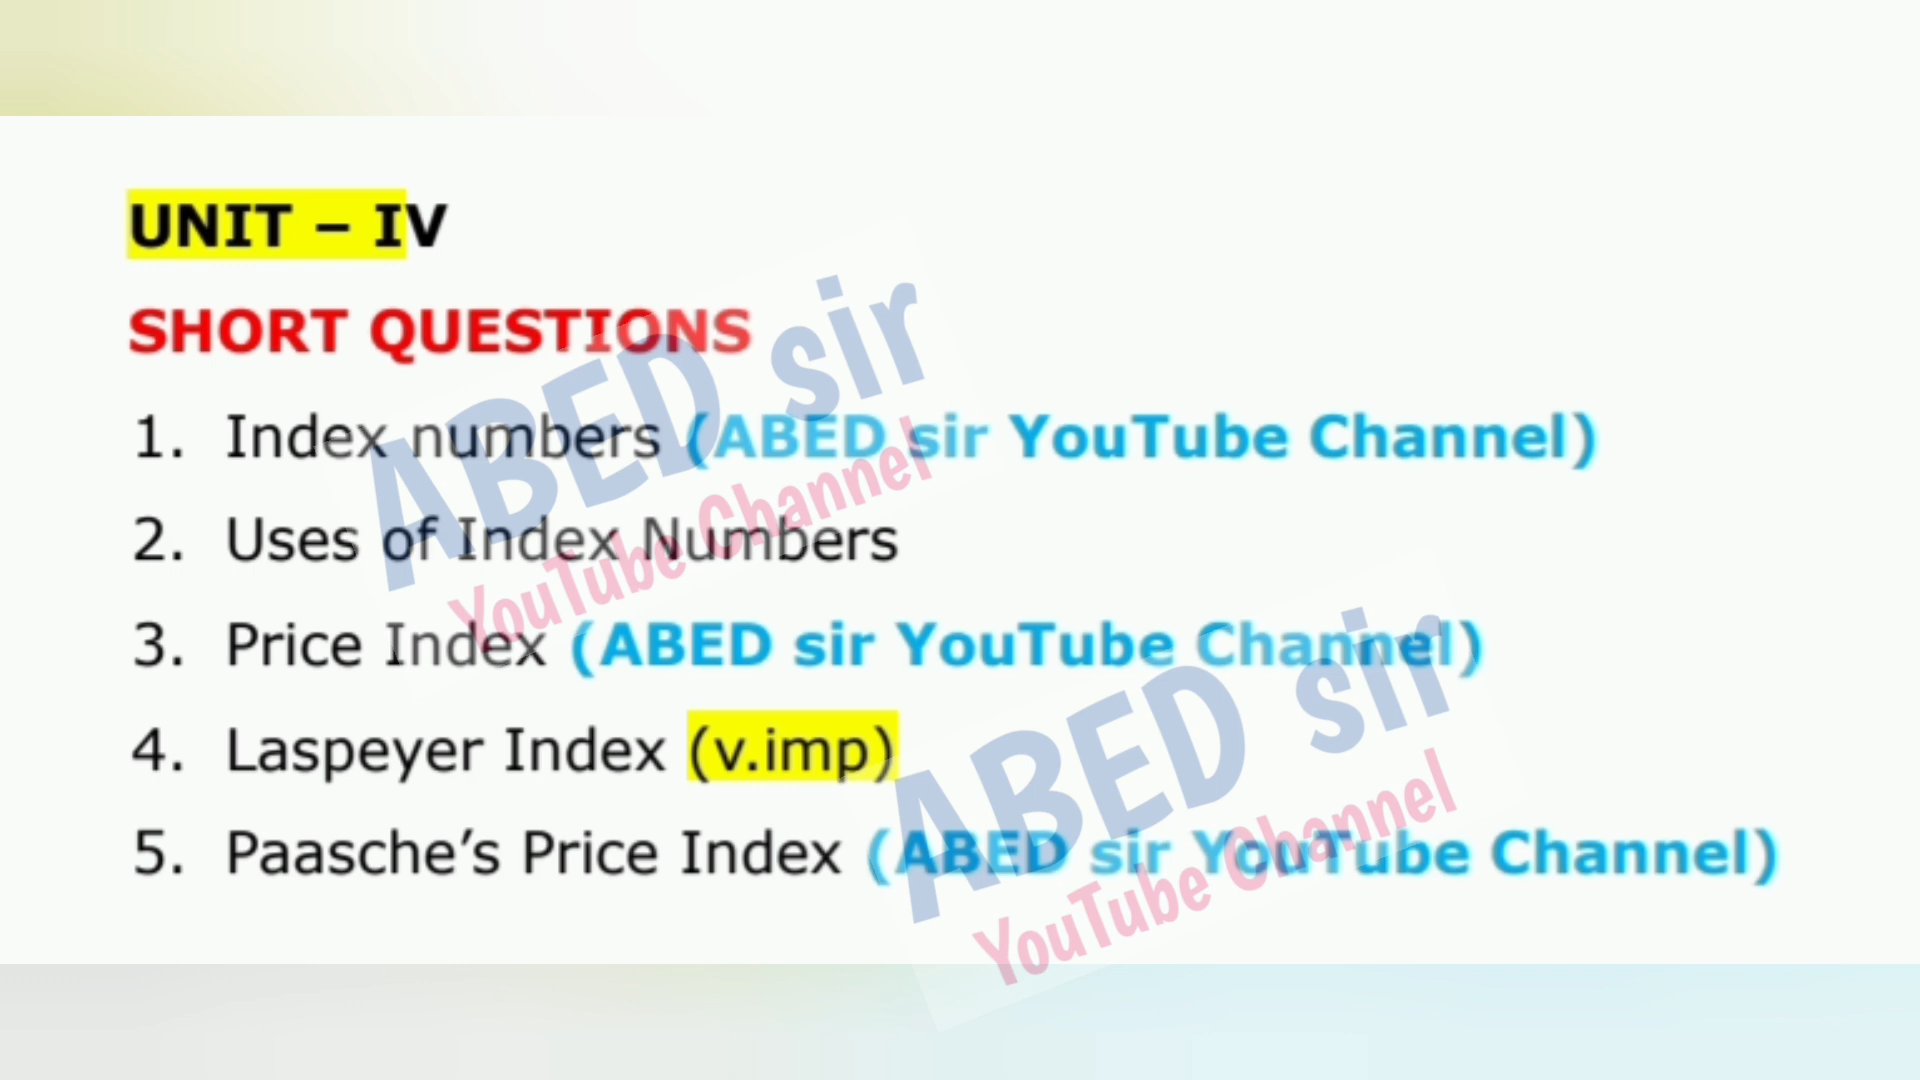 UNIT – IV
SHORT QUESTIONS
1. Index numbers (ABED sir YouTube Channel)
2. Uses of Index Numbers
3. Price Index (ABED sir YouTube Channel)
4. Laspeyer Index (v.imp)
5. Paasche’s Price Index (ABED sir YouTube Channel)
ABED sir
YouTube Channel
ABED sir
YouTube Channel